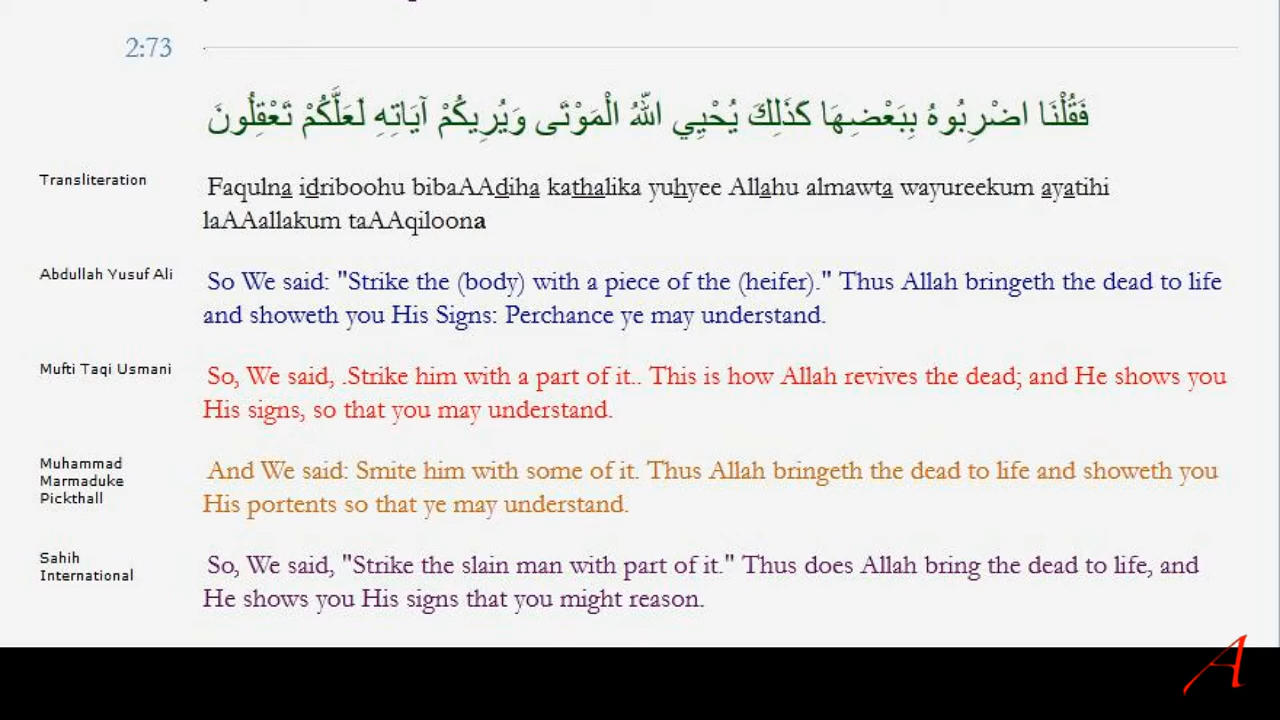 2:73
فَقُلْنَا اضْرِبُوهُ بِبَعْضِهَا كَذَلِكَ يُحْيِي اللَّهُ الْمَوْتَى وَيُرِيكُمْ آيَاتِهِ لَعَلَّكُمْ تَعْقِلُونَ
Transliteration
Faqulna idriboohu bibaAAdiha kathalika yuhyee Allahu almawta wayureekum ayatihi
laAAallakum taAAqiloona
Abdullah Yusuf Ali
So We said: "Strike the (body) with a piece of the (heifer)." Thus Allah bringeth the dead to life
and showeth you His Signs: Perchance ye may understand.
Mufti Taqi Usmani
So, We said, .Strike him with a part of it.. This is how Allah revives the dead; and He shows you
His signs, so that you may understand.
Muhammad
Marmaduke
Pickthall
And We said: Smite him with some of it. Thus Allah bringeth the dead to life and showeth you
His portents so that ye may understand.
Sahih
International
So, We said, "Strike the slain man with part of it." Thus does Allah bring the dead to life, and
He shows you His signs that you might reason.
A